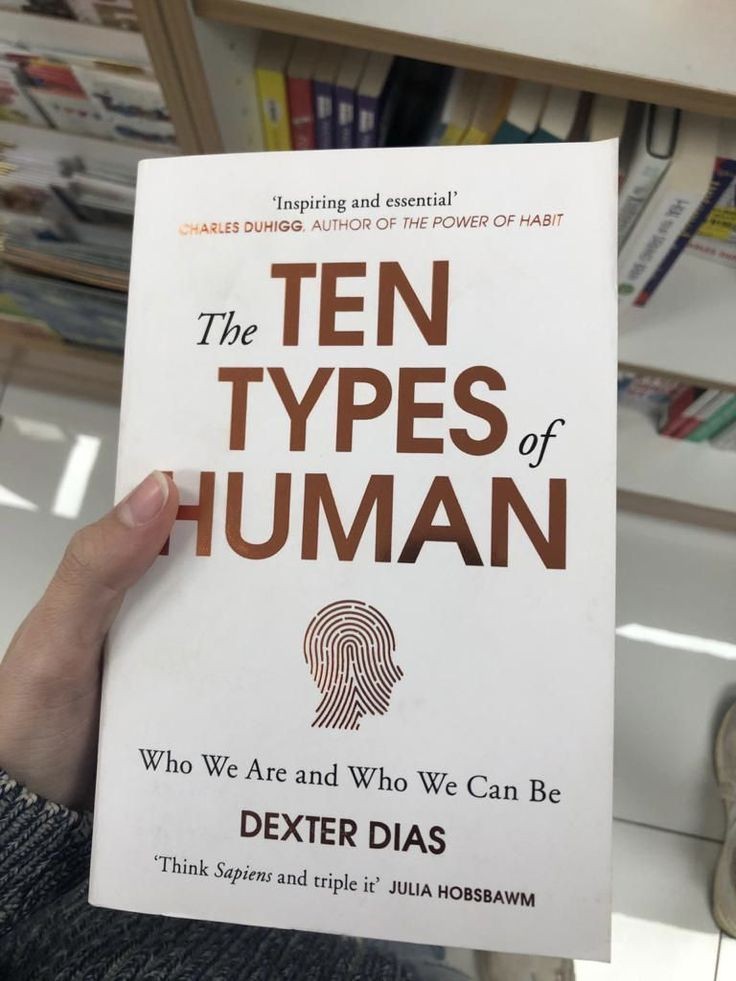 'Inspiring and essential'
CHARLES DUHIGG, AUTHOR OF THE POWER OF HABIT
The TEN
TYPES of
HUMAN
Who We Are and Who We Can Be
DEXTER DIAS
'Think Sapiens and triple it' JULIA HOBSBAWM